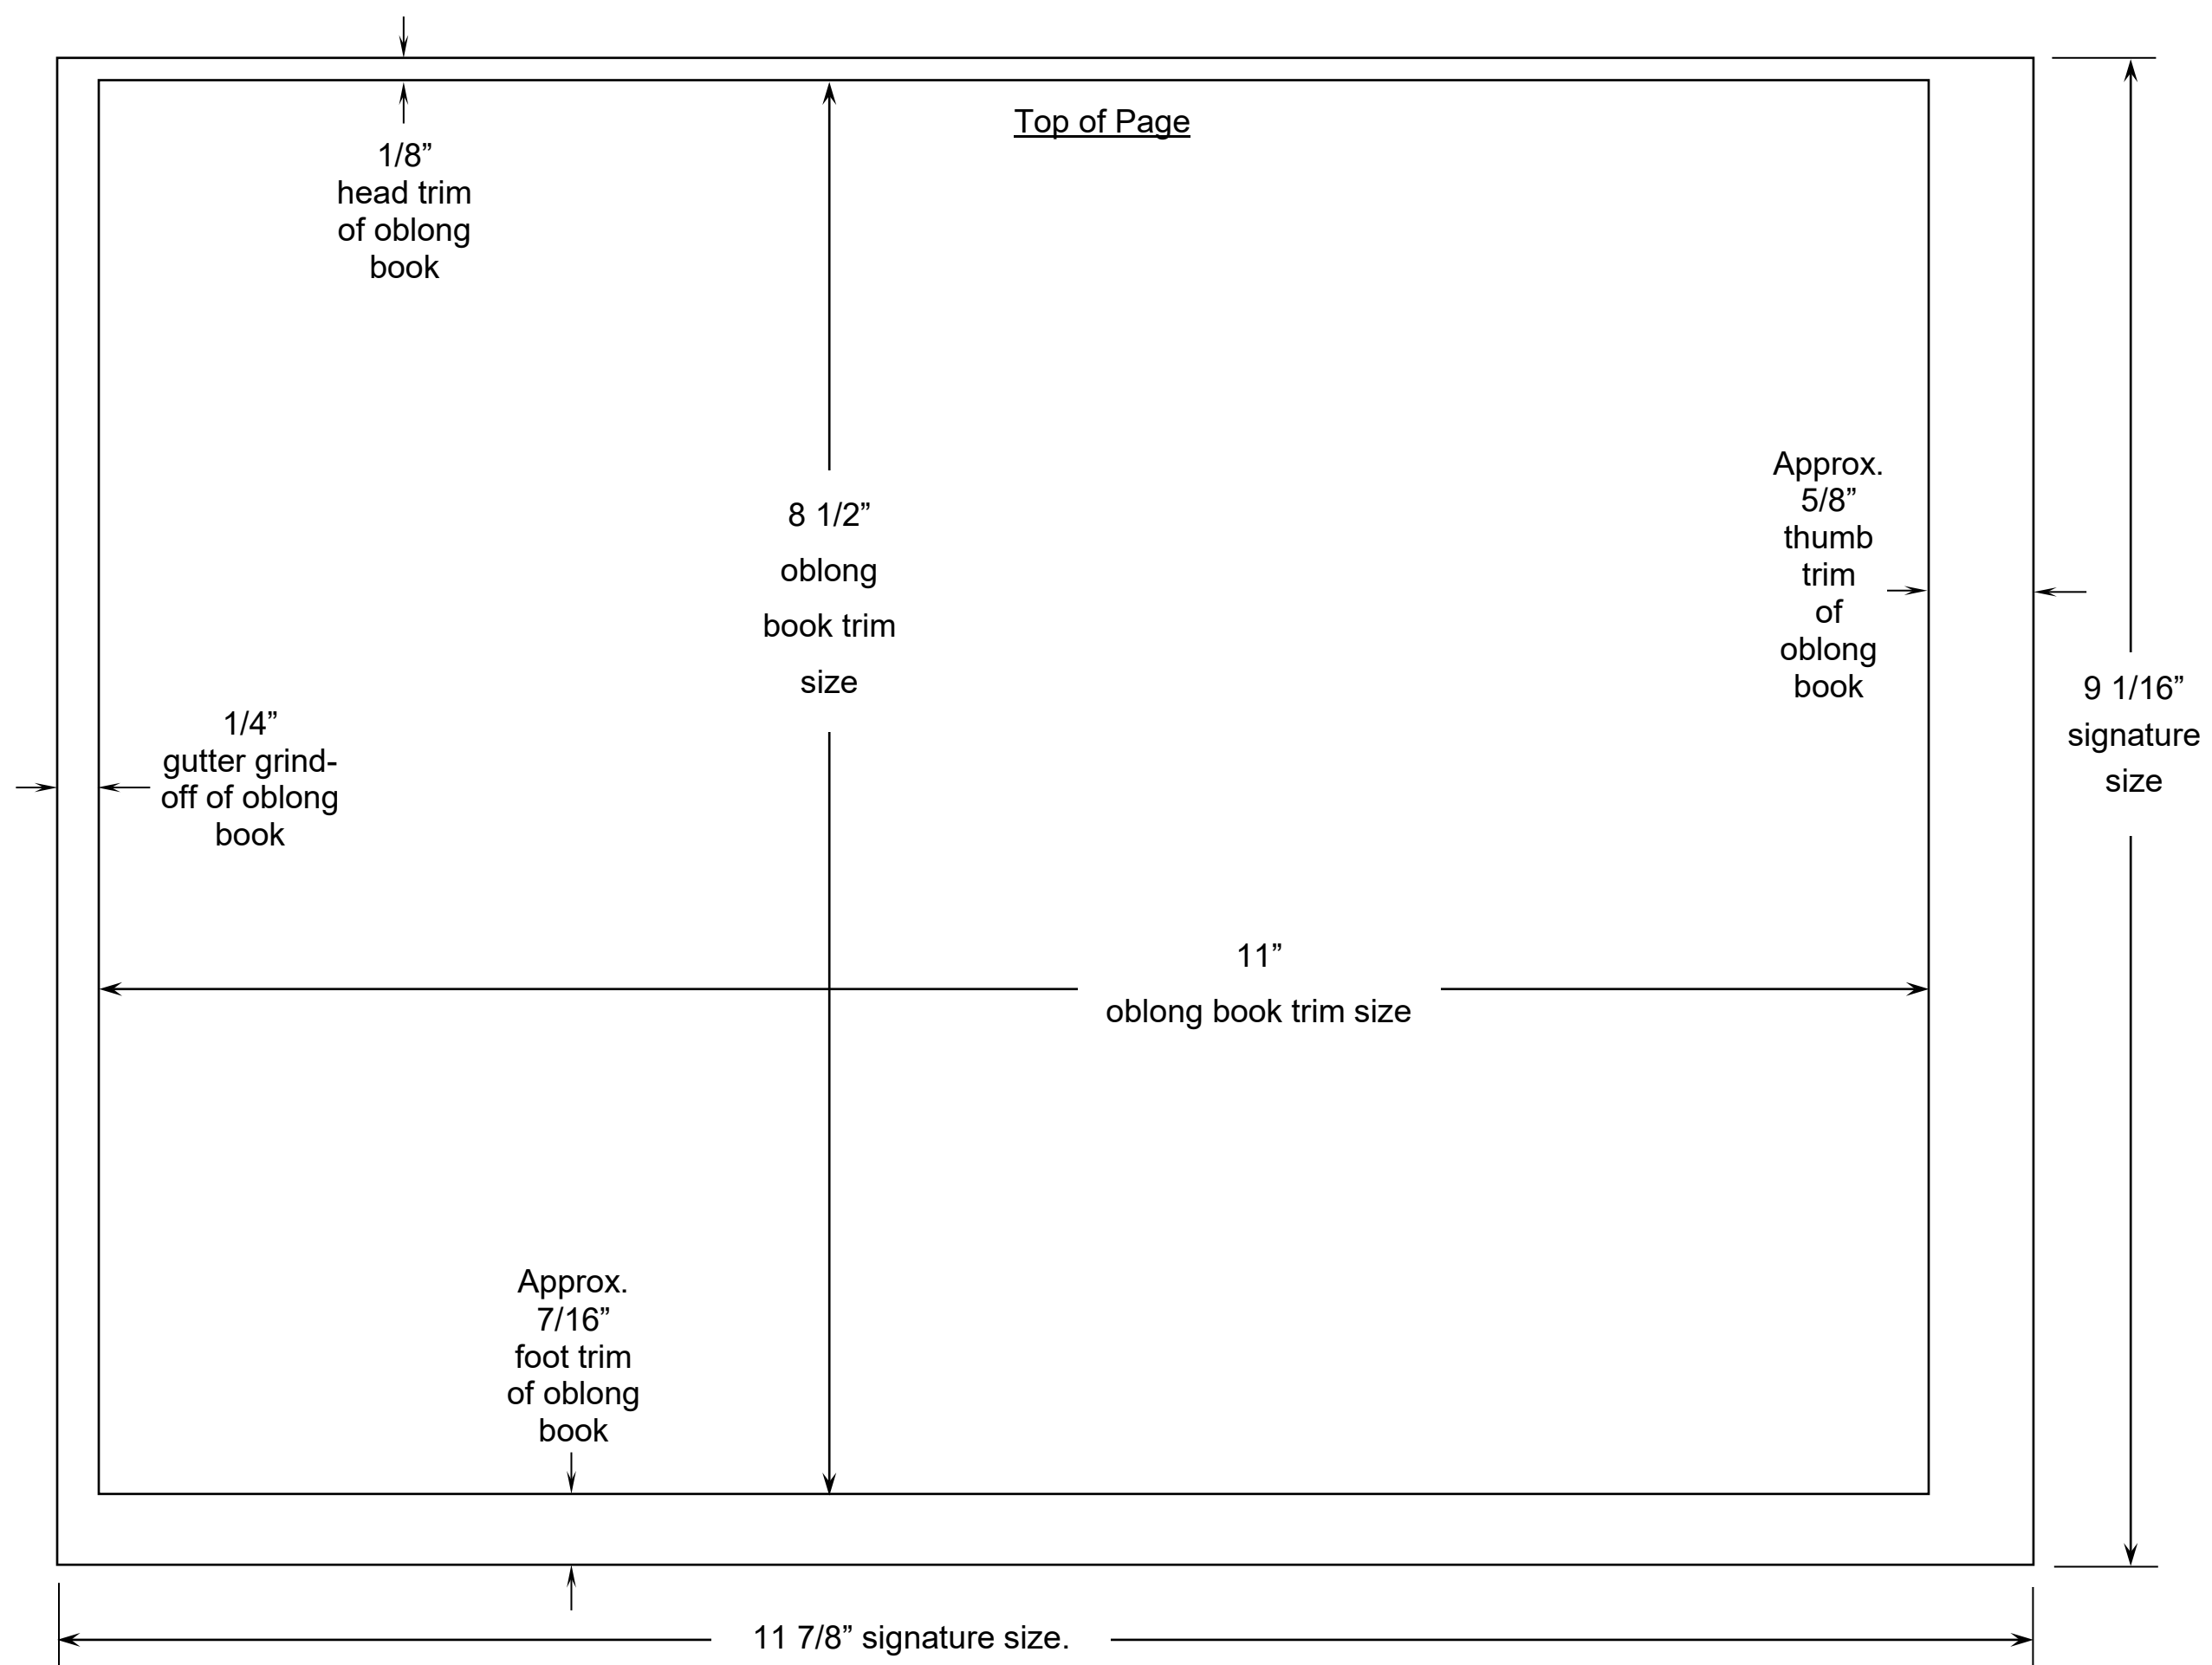 Top of Page
1/8”
head trim
of oblong
book
8 1/2”
oblong
book trim
size
Approx.
5/8”
thumb
trim
of
oblong
book
9 1/16”
signature
size
1/4”
gutter grind-
off of oblong
book
11”
oblong book trim size
Approx.
7/16”
foot trim
of oblong
book
11 7/8” signature size.